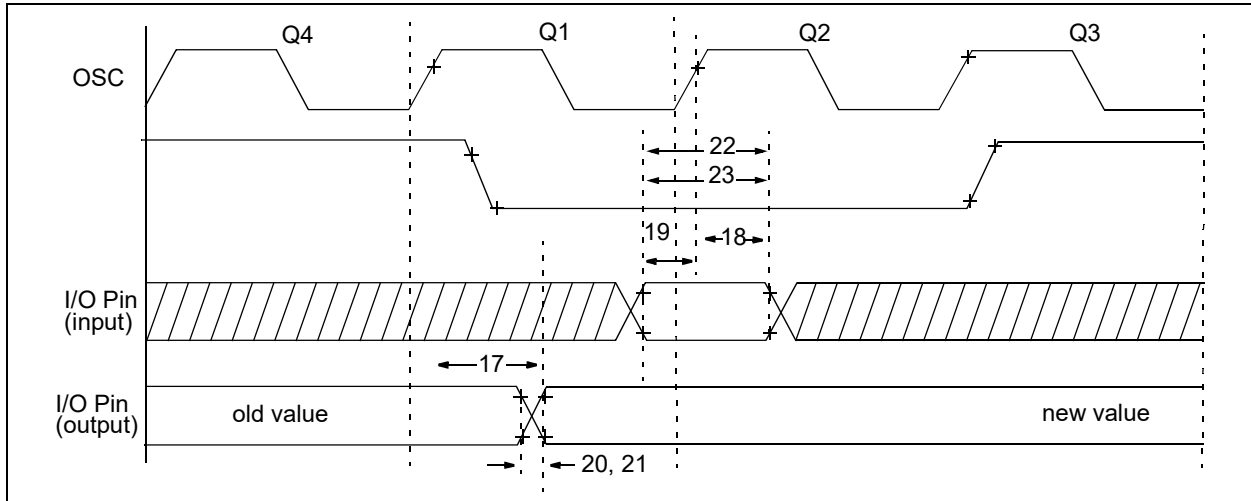 Q4
Q1
Q2
Q3
OSC
22
23
19
18
I/O Pin
(input)
17
I/O Pin
(output)
old value
new value
20, 21